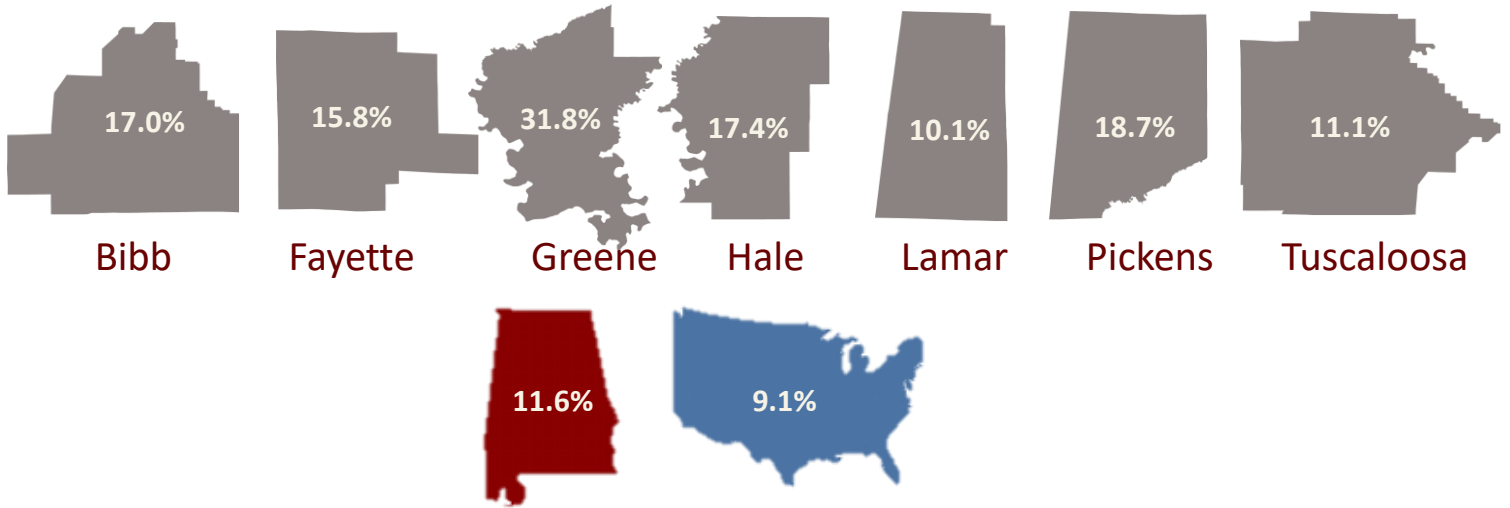 17.0%
15.8%
31.8%
17.4%
10.1%
18.7%
11.1%
Bibb
Fayette
Greene
Hale
Lamar
Pickens
Tuscaloosa
11.6%
9.1%